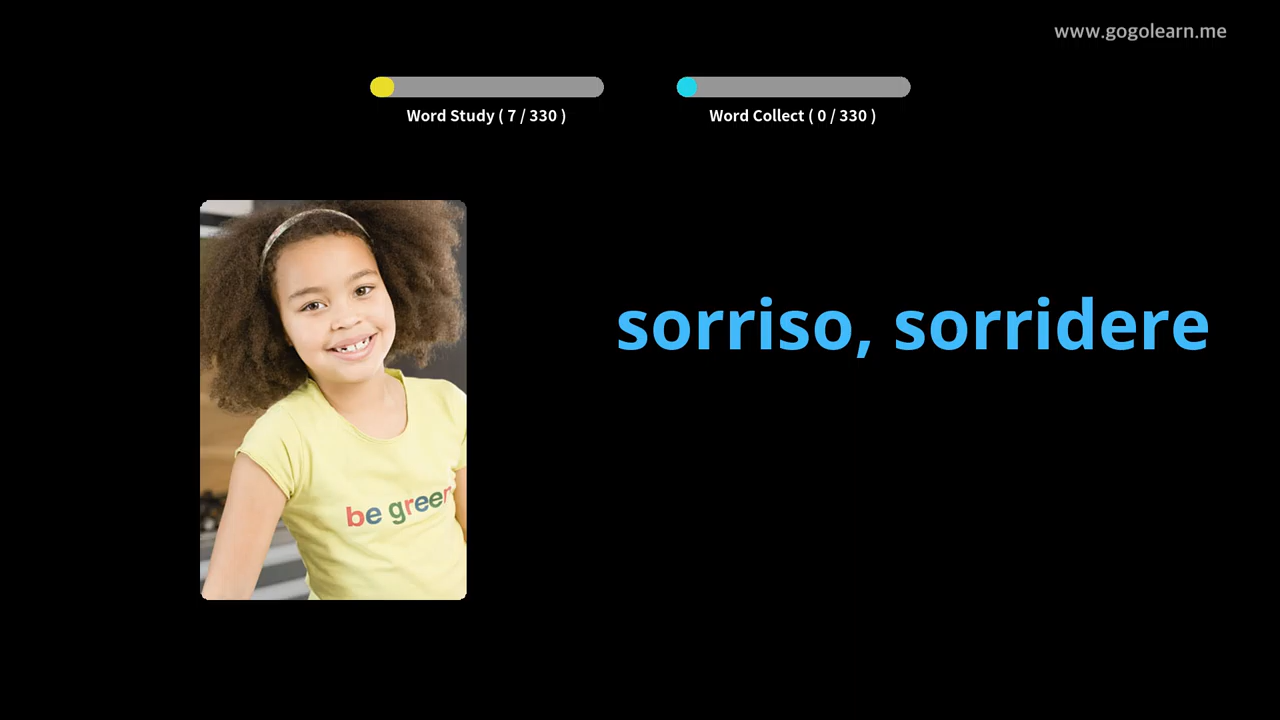 www.gogolearn.me
Word Study ( 7 / 330 )
Word Collect ( 0 / 330 )
sorriso, sorridere
be green